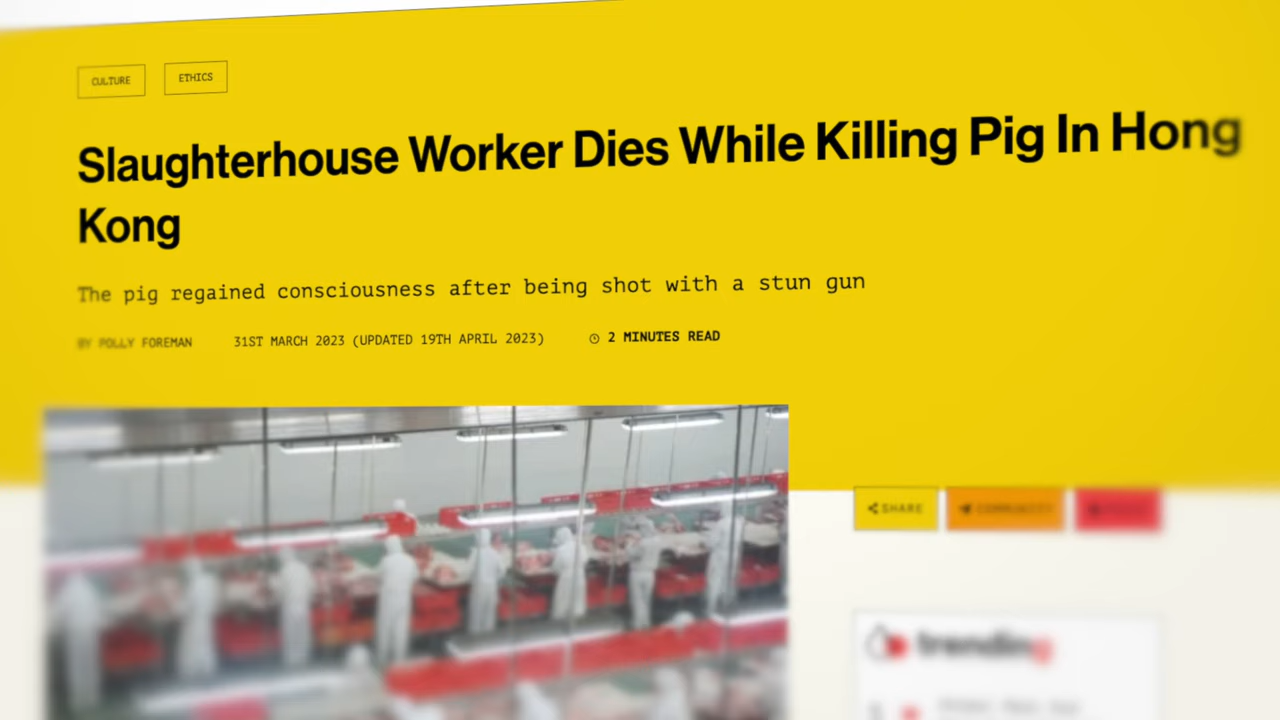 CULTURE ETHICS
Slaughterhouse Worker Dies While Killing Pig In Hong
Kong
The pig regained consciousness after being shot with a stun gun
BY POLLY FOREMAN 31ST MARCH 2023 (UPDATED 19TH APRIL 2023) 2 MINUTES READ
SHARE
trending